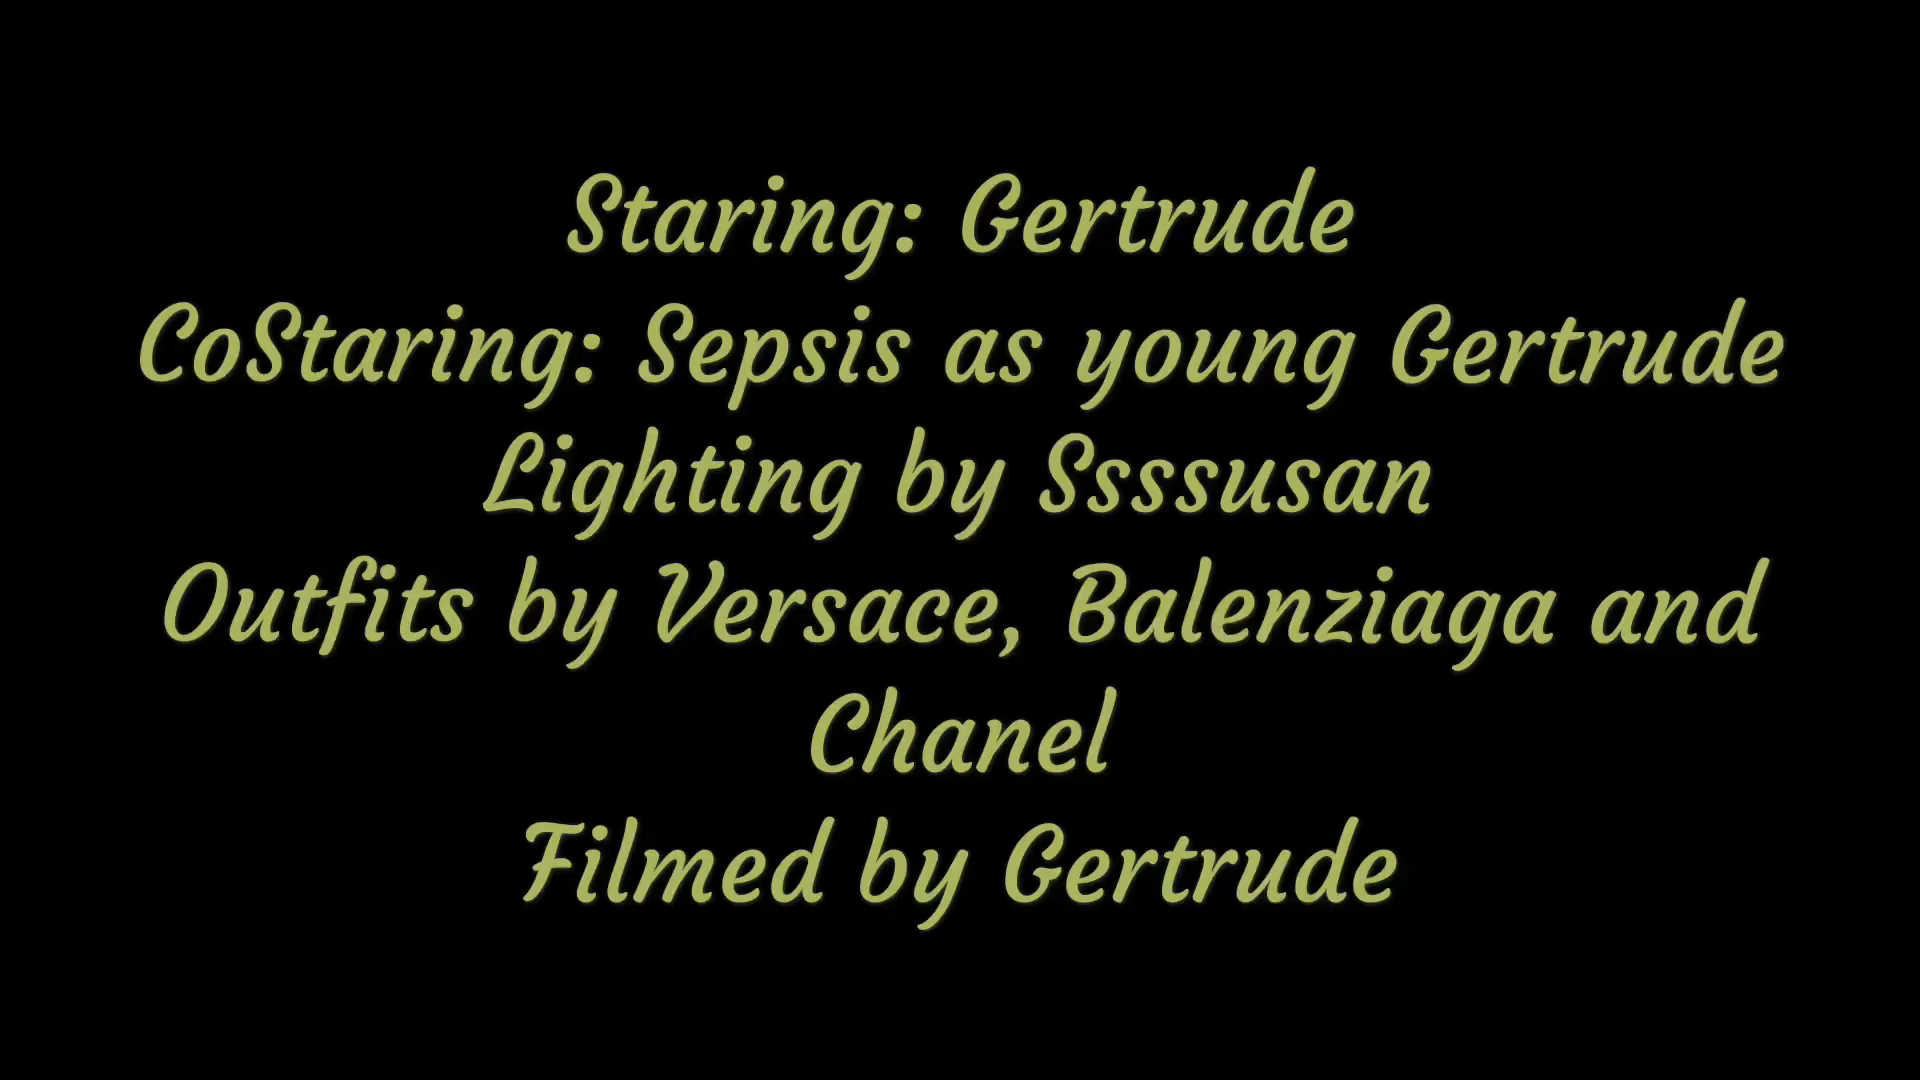 Staring: Gertrude
CoStaring: Sepsis as young Gertrude
Lighting by Ssssusan
Outfits by Versace, Balenziaga and
Chanel
Filmed by Gertrude